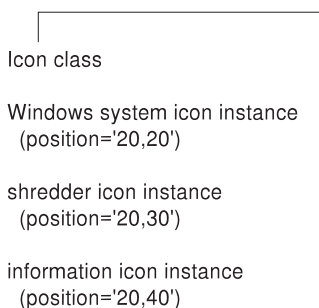 Icon class
Windows system icon instance
(position='20,20')
shredder icon instance
(position='20,30')
information icon instance
(position='20,40')